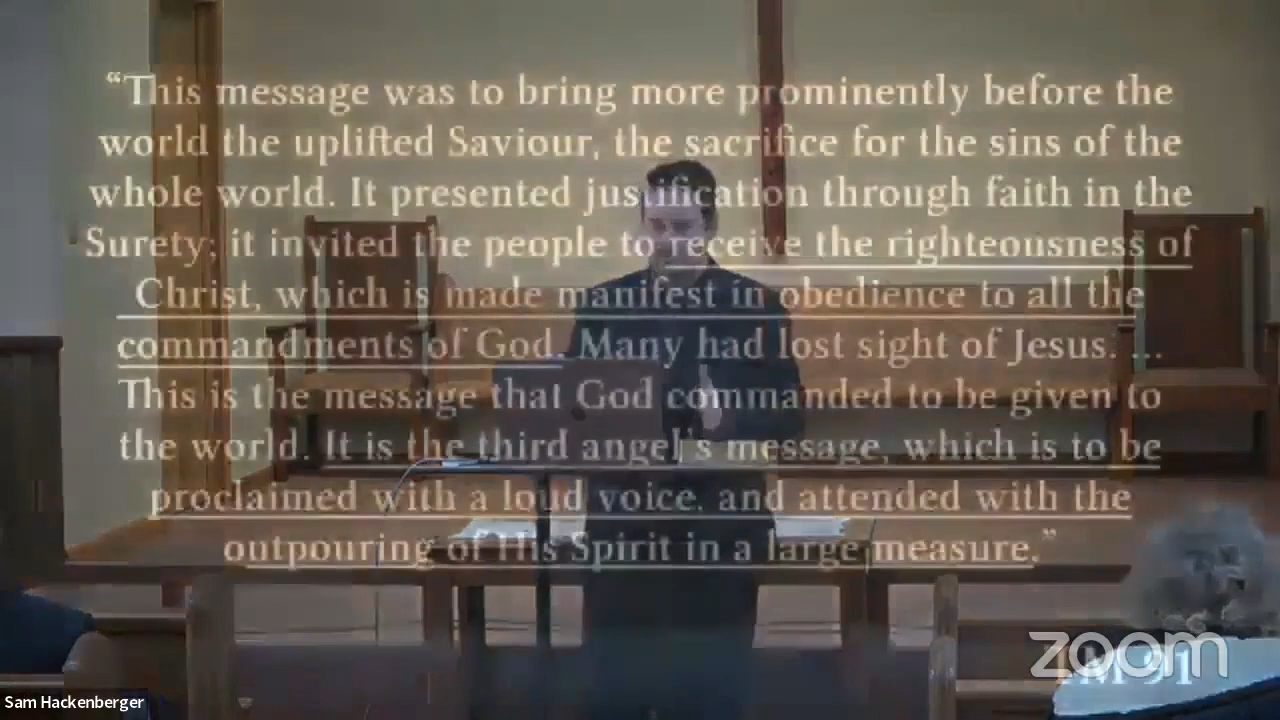 “This message was to bring more prominently before the
world the uplifted Saviour, the sacrifice for the sins of the
whole world. It presented justification through faith in the
Surety; it invited the people to receive the righteousness of
Christ, which is made manifest in obedience to all the
commandments of God. Many had lost sight of Jesus. ...
This is the message that God commanded to be given to
the world. It is the third angel's message, which is to be
proclaimed with a loud voice, and attended with the
outpouring of His Spirit in a large measure.”
zoom
91
Sam Hackenberger